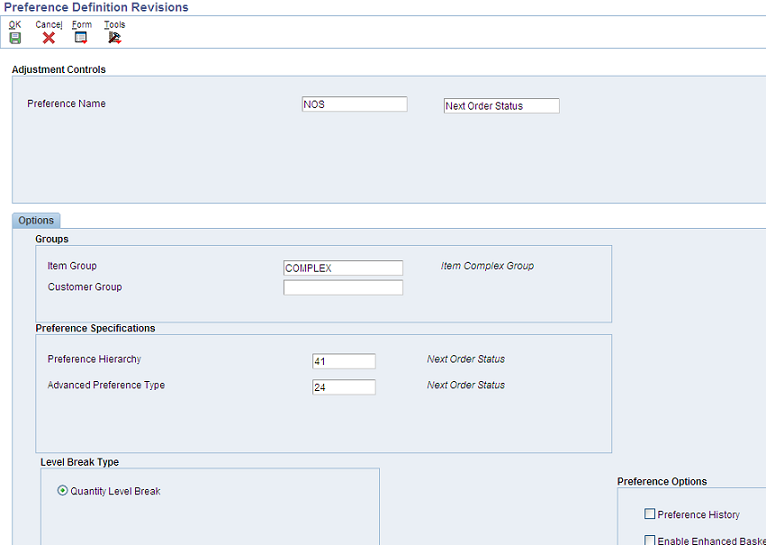 Preference Definition Revisions
OK Cancel Form Tools
Adjustment Controls
Preference Name NOS Next Order Status
Options
Groups
Item Group COMPLEX Item Complex Group
Customer Group
Preference Specifications
Preference Hierarchy 41 Next Order Status
Advanced Preference Type 24 Next Order Status
Level Break Type
Quantity Level Break
Preference Options
Preference History
Enable Enhanced Baske